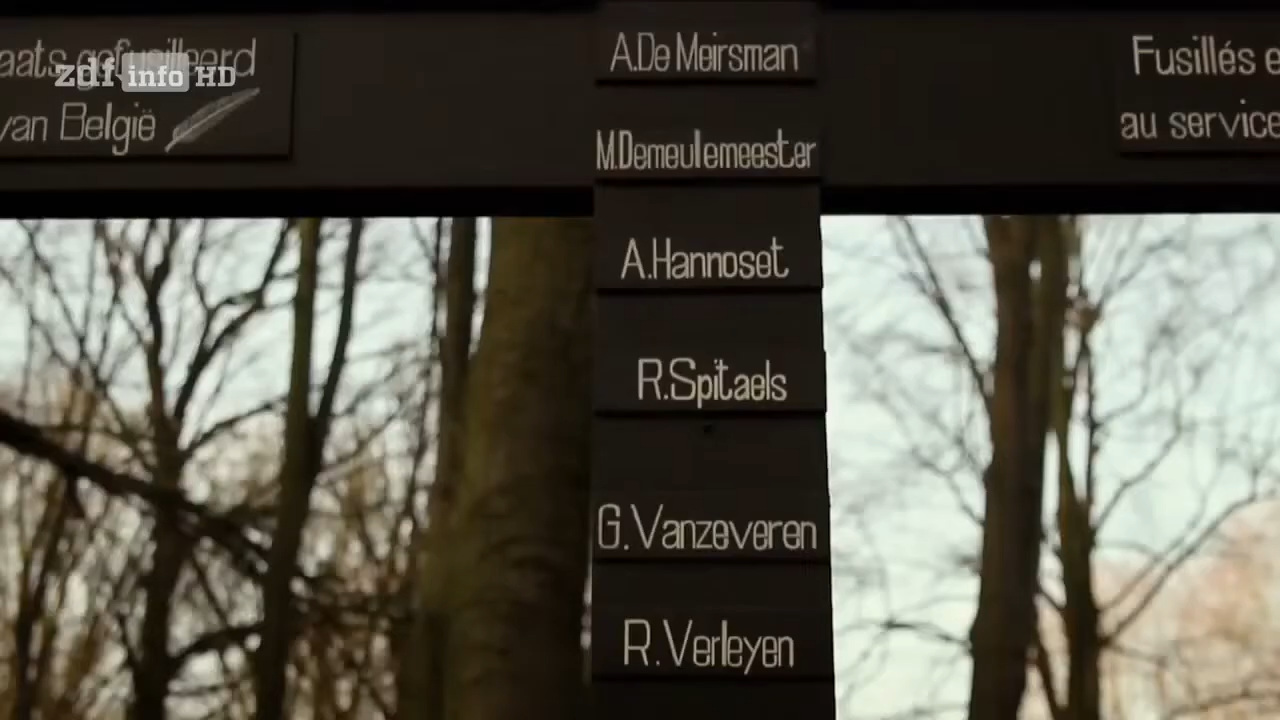 aats gefusilleerd
van België
zdf info HD
A.De Meirsman
M.Demeulemeester
A.Hannoset
R.Spitaels
G.Vanzeveren
R.Verleyen
Fusillés e
au service